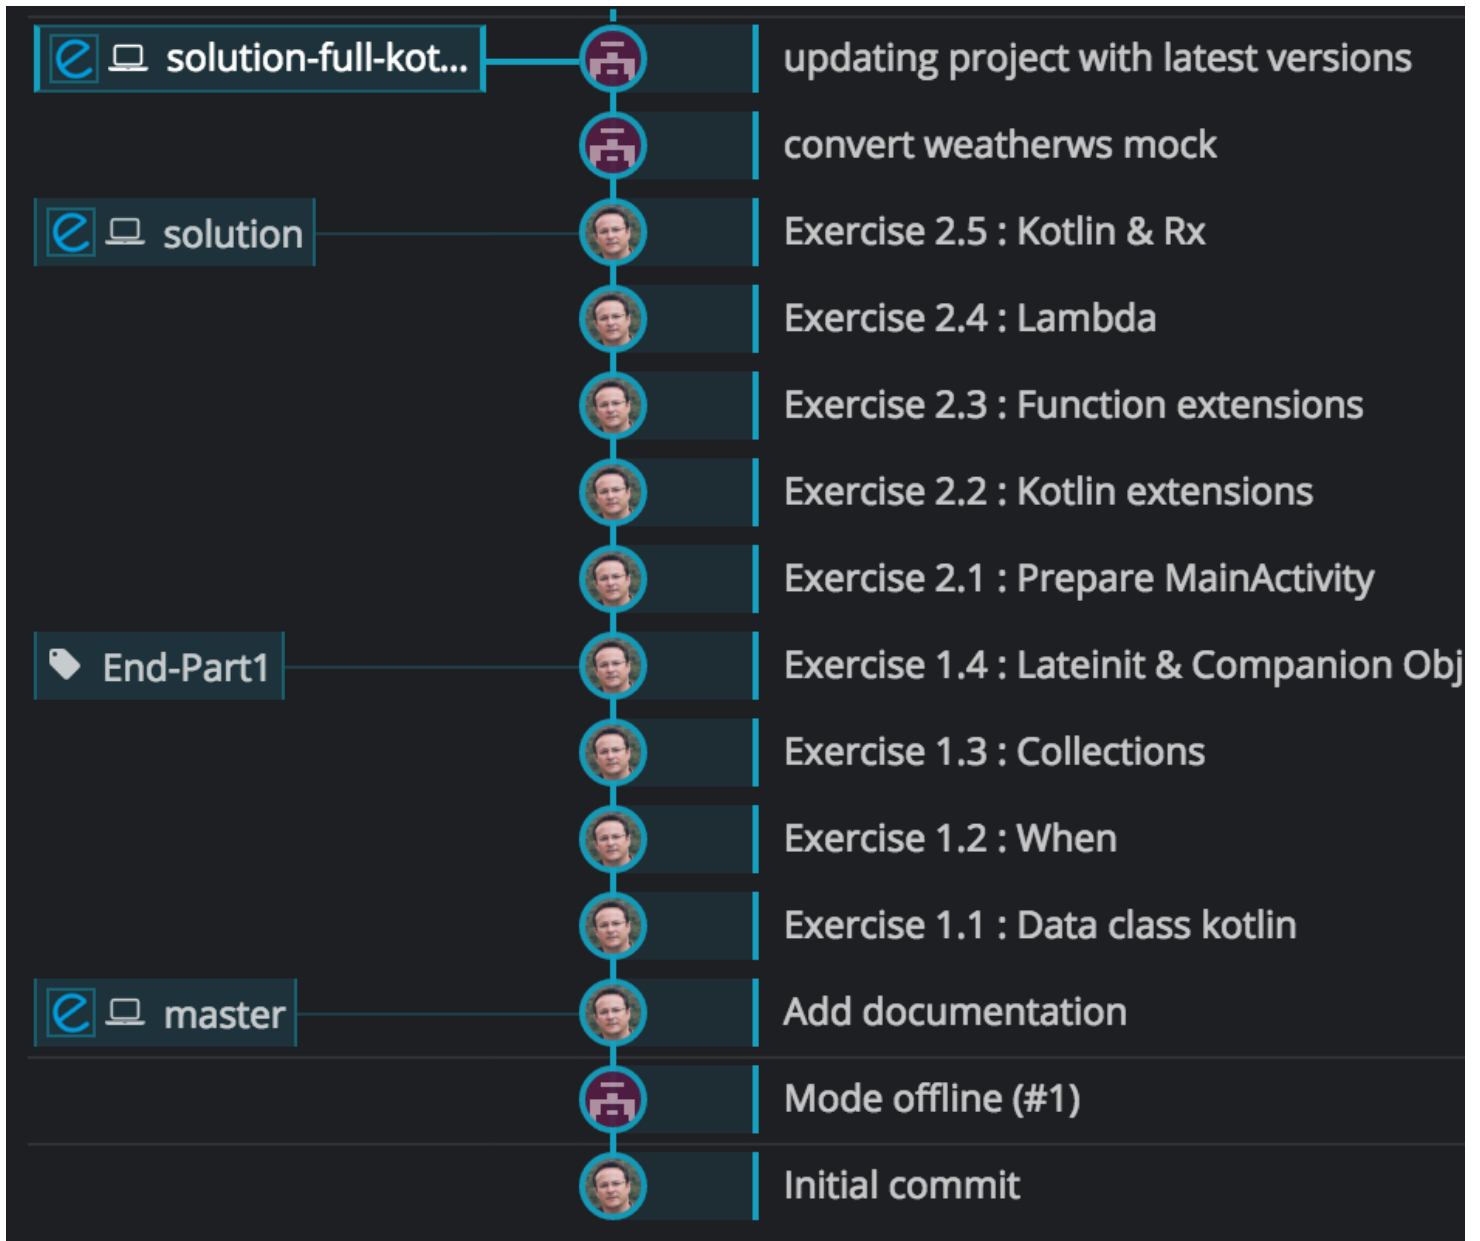 solution-full-kot... updating project with latest versions
convert weatherws mock
solution Exercise 2.5 : Kotlin & Rx
Exercise 2.4 : Lambda
Exercise 2.3 : Function extensions
Exercise 2.2 : Kotlin extensions
Exercise 2.1 : Prepare MainActivity
End-Part1 Exercise 1.4 : Lateinit & Companion Obj
Exercise 1.3 : Collections
Exercise 1.2 : When
Exercise 1.1 : Data class kotlin
master Add documentation
Mode offline (#1)
Initial commit